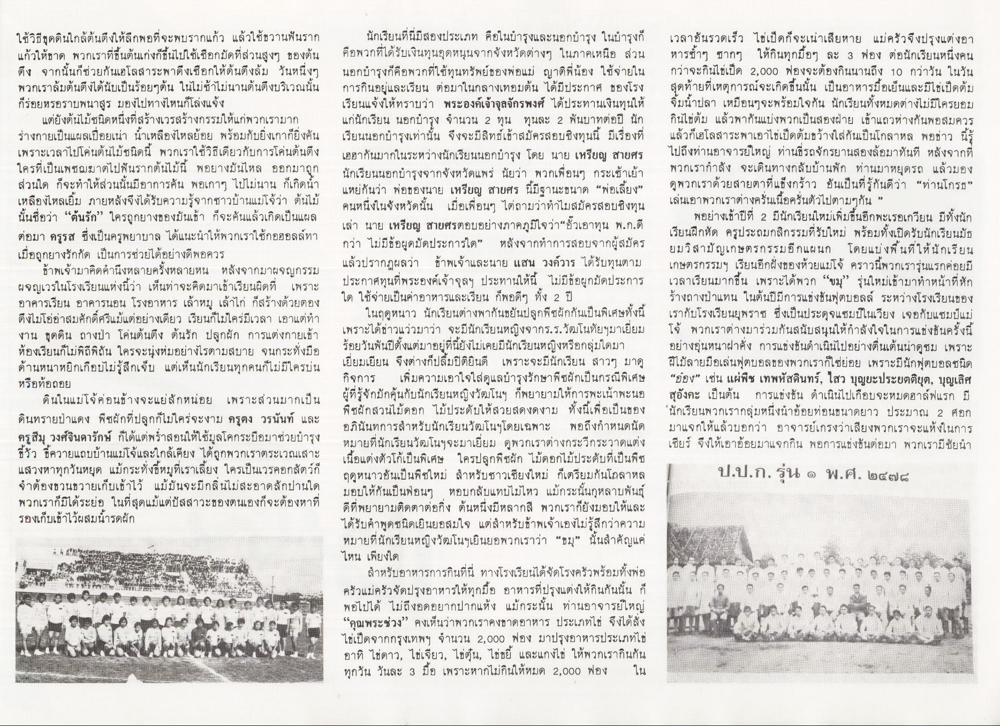 ใช้วิธีขุดดินใกล้ต้นตึงให้ลึกพอที่จะพบรากแก้ว แล้วใช้ขวานฟันราก
แก้วให้ขาด พวกเราที่ขึ้นต้นเก่งก็ขึ้นไปใช้เชือกมัดที่ส่วนสูงๆ ของต้น
ตึง จากนั้นก็ช่วยกันเฮโลสาระพาดึงเชือกให้ต้นตึงล้ม วันหนึ่งๆ
พวกเราล้มต้นตึงได้นับเป็นร้อยๆต้น ในไม่ช้าไม่นานต้นตึงบริเวณนั้น
ก็ร่อยหรอราบพนาสูร มองไปทางไหนก็โล่งแจ้ง
แต่ยังต้นไม้ชนิดหนึ่งที่สร้างเวรสร้างกรรมให้แก่พวกเรามาก
ร่างกายเป็นแผลเปื่อยเน่า น้ำเหลืองไหลย้อย พร้อมกับยิ่งเกาก็ยิ่งคัน
เพราะเวลาไปโค่นต้นไม้ชนิดนี้ พวกเราใช้วิธีเดียวกับการโค่นต้นตึง
ใครที่เป็นเพชฌฆาตไปฟันรากต้นไม้นี้ พอยางมันไหล ออกมาถูก
ส่วนใด ก็จะทำให้ส่วนนั้นมีอาการคัน พอเกาๆ ไปไม่นาน ก็เกิดน้ำ
เหลืองไหลเยิ้ม ภายหลังจึงได้รับความรู้จากชาวบ้านแม่โจ้ว่า ต้นไม้
นั้นชื่อว่า “ต้นรัก” ใครถูกยางของมันเข้า ก็จะคันแล้วเกิดเป็นแผล
ต่อมา ครูรส ซึ่งเป็นครูพยาบาล ได้แนะนำให้พวกเราใช้กอฮอลล์ทา
เมื่อถูกยางรักกัด เป็นการช่วยได้อย่างดีพอควร
ข้าพเจ้ามาคิดคำนึงหลายครั้งหลายหน หลังจากมาผจญกรรม
ผจญเวรในโรงเรียนแห่งนี้ว่า เห็นท่าจะคิดมาเข้าเรียนผิดที่ เพราะ
อาคารเรียน อาคารนอน โรงอาหาร เล้าหมู เล้าไก่ ก็สร้างด้วยตอง
ตึงไม่โอ่อ่าสมศักดิ์ศรีแม้แต่อย่างเดียว เรียนก็ไม่ใคร่มีเวลา เอาแต่ทำ
งาน ขุดดิน ถางป่า โค่นต้นตึง ต้นรัก ปลูกผัก การแต่งกายเข้า
ห้องเรียนก็ไม่พิถีพิถัน ใครจะนุ่งห่มอย่างไรตามสบาย จนกระทั่งมือ
ด้านหนาหยิกเกือบไม่รู้สึกเจ็บ แต่เห็นนักเรียนทุกคนก็ไม่มีใครบ่น
หรือท้อถอย
ดินในแม่โจ้ค่อนข้างจะแย่สักหน่อย เพราะส่วนมากเป็น
ดินทรายป่าแดง พืชผักที่ปลูกก็ไม่ใคร่จะงาม ครูตง วรนันท์ และ
ครูสีมุ วงศ์จินดารักษ์ ก็ได้แต่พร่ำสอนให้ใช้มูลโคกระบือมาช่วยบำรุง
ขี้วัว ขี้ควายแถบบ้านแม่โจ้และใกล้เคียง ได้ถูกพวกเราตระเวณเสาะ
แสวงหาทุกวันหยุด แม้กระทั่งขี้หมูที่เราเลี้ยง ใครเป็นเวรคอกสัตว์ก็
จำต้องขวนขวายเก็บเข้าไว้ แม้มันจะมีกลิ่นไม่สะอาดสักปานใด
พวกเราก็มิได้ระย่อ ในที่สุดแม้แต่ปัสสาวะของตนเองก็จะต้องหาที่
รองเก็บเข้าไว้ผสมน้ำรดผัก
นักเรียนที่นี่มีสองประเภท คือในบำรุงและนอกบำรุง ในบำรุงก็
คือพวกที่ได้รับเงินทุนอุดหนุนจากจังหวัดต่างๆ ในภาคเหนือ ส่วน
นอกบำรุงก็คือพวกที่ใช้ทุนทรัพย์ของพ่อแม่ ญาติพี่น้อง ใช้จ่ายใน
การกินอยู่และเรียน ต่อมาในกลางเทอมต้น ได้มีประกาศ ของโรง
เรียนแจ้งให้ทราบว่า พระองค์เจ้าจุลจักรพงศ์ ได้ประทานเงินทุนให้
แก่นักเรียน นอกบำรุง จำนวน 2 ทุน ทุนละ 2 พันบาทต่อปี นัก
เรียนนอกบำรุงเท่านั้น จึงจะมีสิทธ์เข้าสมัครสอบชิงทุนนี้ มีเรื่องที่
เฮฮากันมากในระหว่างนักเรียนนอกบำรุง โดย นาย เหรียญ สายศร
นักเรียนนอกบำรุงจากจังหวัดแพร่ นัยว่า พวกเพื่อนๆ กระเซ้าเย้า
แหย่กันว่า พ่อของนาย เหรียญ สายศร นี้มีฐานะขนาด “พ่อเลี้ยง”
คนหนึ่งในจังหวัดนั้น เมื่อเพื่อนๆ ไต่ถามว่าทำไมสมัครสอบชิงทุน
เล่า นาย เหรียญ สายศรตอบอย่างภาคภูมิใจว่า“อั๊วเอาทุน พ.ก.ดี
กว่า ไม่มีข้อผูดมัดประการใด” หลังจากทำการสอบจากผู้สมัคร
แล้วปรากฎผลว่า ข้าพเจ้าและนาย แสน วงค์วาร ได้รับทุนตาม
ประกาศทุนที่พระองค์เจ้าจุลฯ ประทานให้นี้ ไม่มีข้อผูกมัดประการ
ใด ใช้จ่ายเป็นค่าอาหารและเรียน ก็พอดีๆ ทั้ง 2 ปี
ในฤดูหนาว นักเรียนต่างพากันขยันปลูกพืชผักกันเป็นพิเศษทั้งนี้
เพราะได้ข่าวแว่วมาว่า จะมีนักเรียนหญิงจากร.ร.วัฒโนทัยฯมาเยี่ยม
ร้อยวันพันปีตั้งแต่มาอยู่ที่นี้ยังไม่เคยมีนักเรียนหญิงหรือกลุ่มใดมา
เยี่ยมเยียน จึงต่างก็ปลื้มปิติยินดี เพราะจะมีนักเรียน สาวๆ มาดู
กิจการ เพิ่มความเอาใจใส่ดูแลบำรุงรักษาพืชผักเป็นกรณีพิเศษ
ผู้ที่รู้จักมักคุ้นกับนักเรียนหญิงวัฒโนฯ ก็พยายามให้การพะเน้าพะนอ
พืชผักสวนไม้ดอก ไม้ประดับให้สวยสดงดงาม ทั้งนี้เพื่อเป็นของ
อภินันทการสำหรับนักเรียนวัฒโนฯโดยเฉพาะ พอถึงกำหนดนัด
หมายที่นักเรียนวัฒโนฯจะมาเยี่ยม ดูพวกเราต่างกระวีกระวาดแต่ง
เนื้อแต่งตัวโก้เป็นพิเศษ ใครปลูกพืชผัก ไม้ดอกไม้ประดับที่เป็นพืช
ฤดูหนาวอันเป็นพืชใหม่ สำหรับชาวเชียงใหม่ ก็เตรียมกันโกลาหล
มอบให้กันเป็นฟ่อนๆ หอบกลับแทบไม่ไหว แม้กระนั้นกุหลาบพันธุ์
ดีที่พยายามติดตาต่อกิ่ง ต้นหนึ่งมีหลากสี พวกเราก็ยังมอบให้และ
ได้รับคำพูดชนิดเยินยอสมใจ แต่สำหรับข้าพเจ้าเองไม่รู้สึกว่าความ
หมายที่นักเรียนหญิงวัฒโนฯเยินยอพวกเราว่า “ขมุ” นั้นสำคัญแค่
ไหน เพียงใด
สำหรับอาหารการกินที่นี่ ทางโรงเรียนได้จัดโรงครัวพร้อมทั้งพ่อ
ครัวแม่ครัวจัดปรุงอาหารให้ทุกมื้อ อาหารที่ปรุงแต่งให้กินกันนั้น ก็
พอไปได้ ไม่ถึงอดอยากปากแห้ง แม้กระนั้น ท่านอาจารย์ใหญ่
“คุณพระช่วง” คงเห็นว่าพวกเราคงขาดอาหาร ประเภทไข่ จึงได้สั่ง
ไข่เป็ดจากกรุงเทพฯ จำนวน 2,000 ฟอง มาปรุงอาหารประเภทไข่
อาทิ ไข่ดาว, ไข่เจียว, ไข่ตุ๋น, ไข่ขยี้ และแกงไข่ ให้พวกเรากินกัน
ทุกวัน วันละ 3 มื้อ เพราะหากไม่กินให้หมด 2,000 ฟอง ใน
เวลาอันรวดเร็ว ไข่เป็ดก็จะเน่าเสียหาย แม่ครัวจึงปรุงแต่งอา
หารซ้ำๆ ซากๆ ให้กินทุกมื้อๆ ละ 3 ฟอง ต่อนักเรียนหนึ่งคน
กว่าจะกินไข่เป็ด 2,000 ฟองจะต้องกินนานถึง 10 กว่าวัน ในวัน
สุดท้ายที่เหตุการณ์จะเกิดขึ้นนั้น เป็นอาหารมื้อเย็นและมีไข่เป็ดต้ม
จิ้มน้ำปลา เหมือนๆจะพร้อมใจกัน นักเรียนทั้งหมดต่างไม่มีใครยอม
กินไข่ต้ม แล้วพากันแบ่งพวกเป็นสองฝ่าย เข้าแถวห่างกันพอสมควร
แล้วก็เฮโลสาระพาเอาไข่เป็ดต้มขว้างใส่กันเป็นโกลาหล พอข่าว นี้รู้
ไปถึงท่านอาจารย์ใหญ่ ท่านขี่รถจักรยานสองล้อมาทันที หลังจากที่
พวกเรากำลัง จะเดินทางกลับบ้านพัก ท่านมาหยุดรถ แล้วมอง
ดูพวกเราด้วยสายตาที่แข็งกร้าว อันเป็นที่รู้กันดีว่า “ท่านโกรธ”
เล่นเอาพวกเราต่างครั่นเนื้อครั่นตัวไปตามๆกัน ”
พอย่างเข้าปีที่ 2 มีนักเรียนใหม่เพิ่มขึ้นอีกพะเรอเกวียน มีทั้งนัก
เรียนฝึกหัด ครูประถมกสิกรรมที่รับใหม่ พร้อมทั้งเปิดรับนักเรียนมัธ
ยมวิสามัญเกษตรกรรมอีกแผนก โดยแบ่งพื้นที่ให้นักเรียน
เกษตรกรรมฯ เรียนอีกฝั่งของห้วยแม่โจ้ คราวนี้พวกเรารุ่นแรกค่อยมี
เวลาเรียนมากขึ้น เพราะได้พวก “ขมุ” รุ่นใหม่เข้ามาทำหน้าที่หัก
ร้างถางป่าแทน ในต้นปีมีการแข่งขันฟุตบอลล์ ระหว่างโรงเรียนของ
เรากับโรงเรียนยุพราช ซึ่งเป็นประดุจแชมป์ในเวียง เจอกับแชมป์แม่
โจ้ พวกเราต่างมาร่วมกันสนับสนุนให้กำลังใจในการแข่งขันครั้งนี้
อย่างอุ่นหนาฝาคั่ง การแข่งขันดำเนินไปอย่างตื่นเต้นน่าดูชม เพราะ
ฝีไม้ลายมือเล่นฟุตบอลของพวกเราก็ใช่ย่อย เพราะมีนักฟุตบอลชนิด
“อ๋อง” เช่น แผ่พืช เทพหัสดินทร์, ไสว บุญยะประยตติยุต, บุญเลิศ
สุอังคะ เป็นต้น การแข่งขัน ดำเนินไปเกือบจะหมดฮาล์ฟแรก มี
นักเรียนพวกเรากลุ่มหนึ่งนำอ้อยท่อนขนาดยาว ประมาณ 2 ศอก
มาแจกให้แล้วบอกว่า อาจารย์เกรงว่าเสียงพวกเราจะแห้งในการ
เชียร์ จึงให้เอาอ้อยมาแจกกิน พอการแข่งขันต่อมา พวกเรามีชัยนำ
ป.ป.ก. รุ่น ๑ พ.ศ. ๒๔๗๘